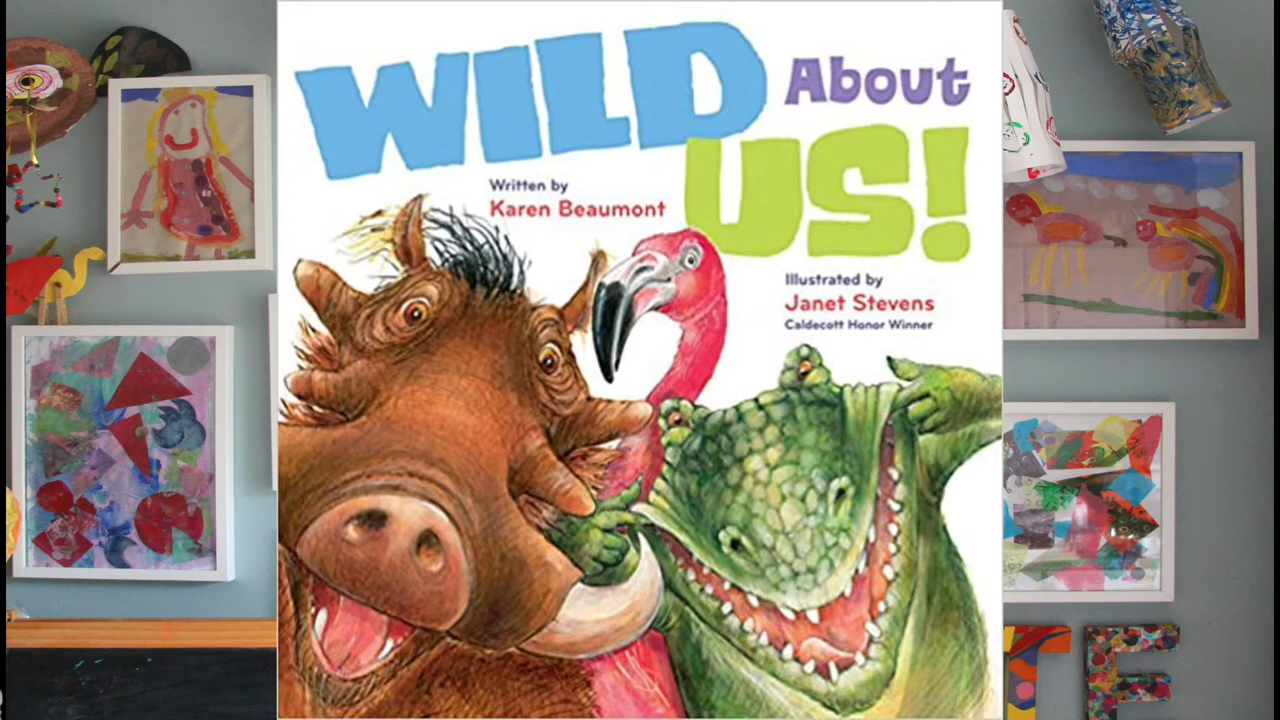 WILD About
US!
Written by
Karen Beaumont
Illustrated by
Janet Stevens
Caldecott Honor Winner
E